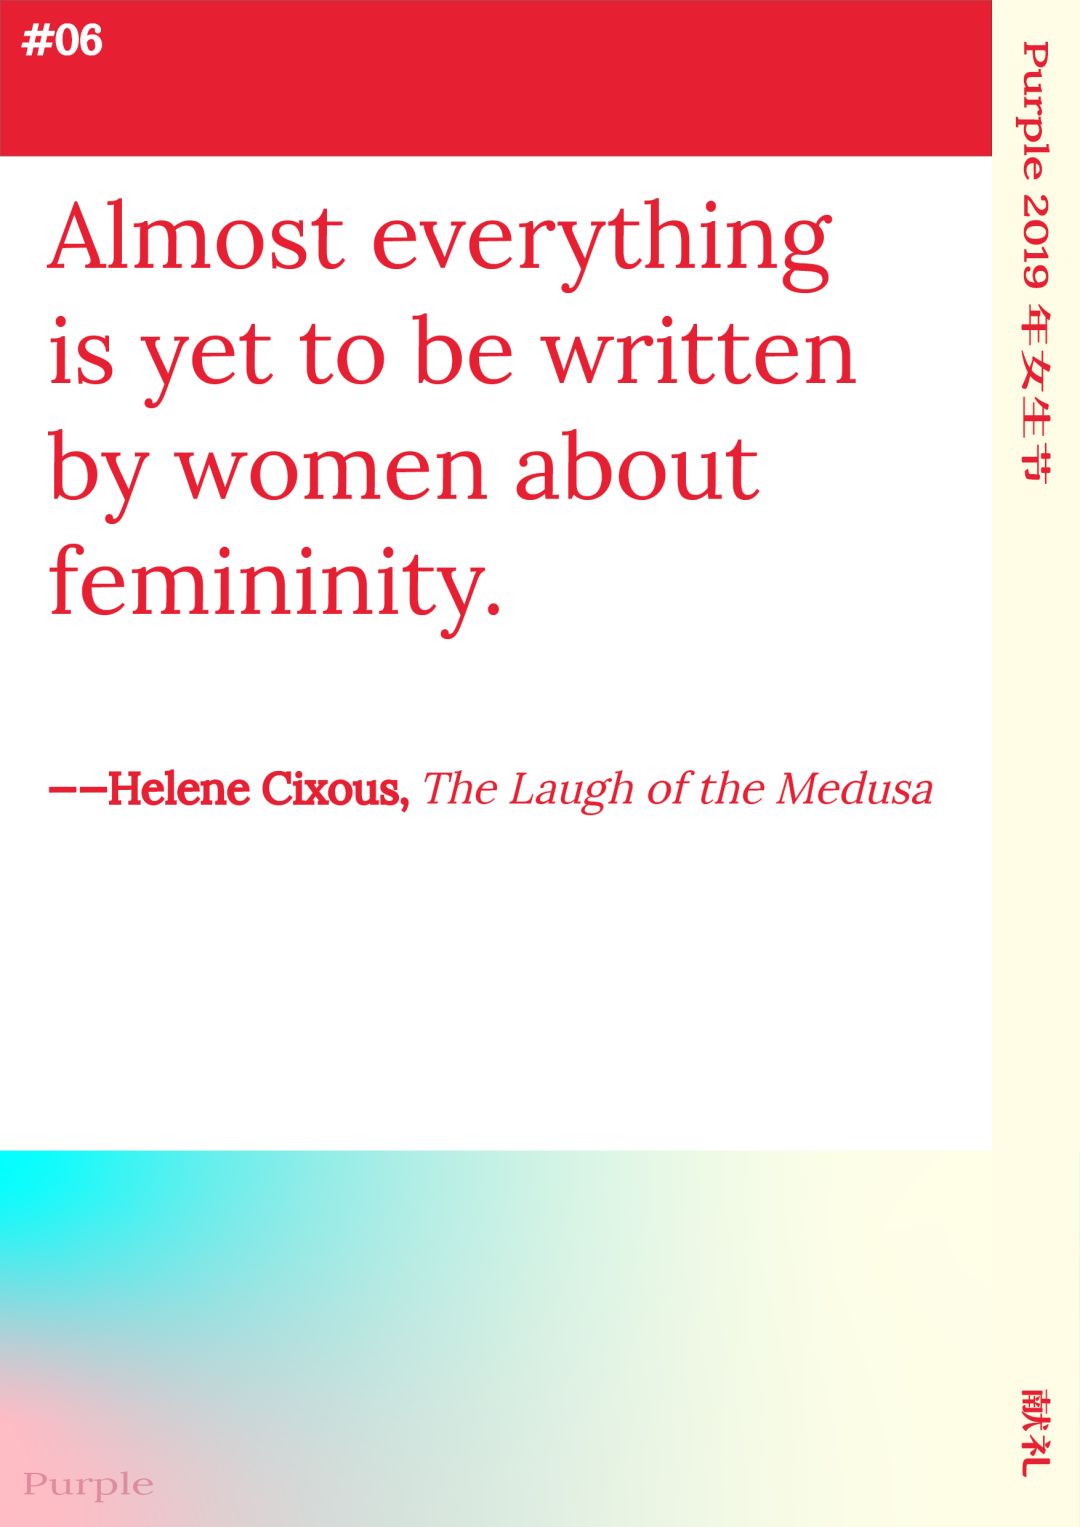 #06
Almost everything
is yet to be written
by women about
femininity.
——Helene Cixous, The Laugh of the Medusa
Purple 2019 年女生节
献礼
Purple